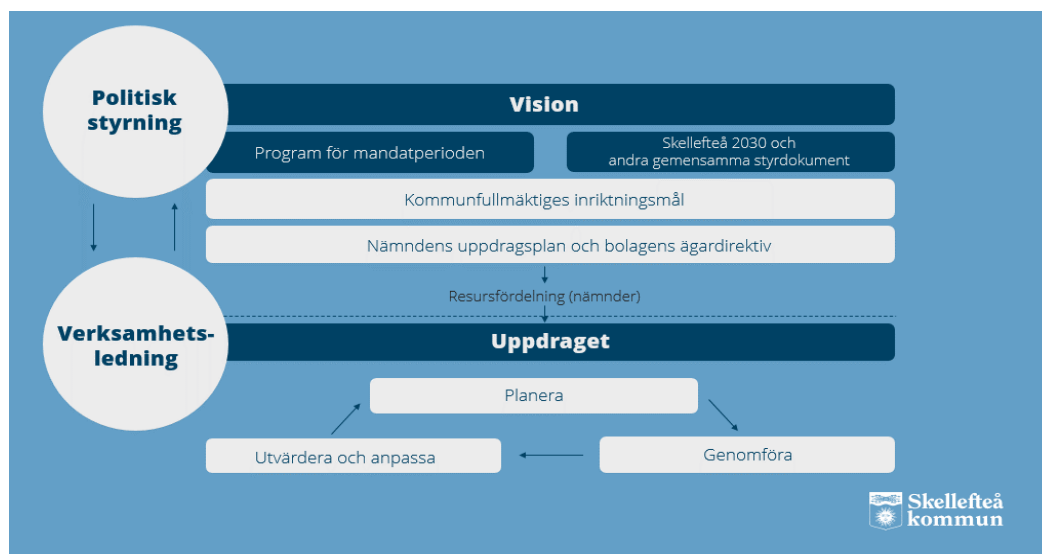 Politisk
styrning
Vision
Program för mandatperioden
Skellefteå 2030 och
andra gemensamma styrdokument
Kommunfullmäktiges inriktningsmål
Nämndens uppdragsplan och bolagens ägardirektiv
Resursfördelning (nämnder)
Verksamhets-
ledning
Uppdraget
Planera
Utvärdera och anpassa
Genomföra
Skellefteå
kommun